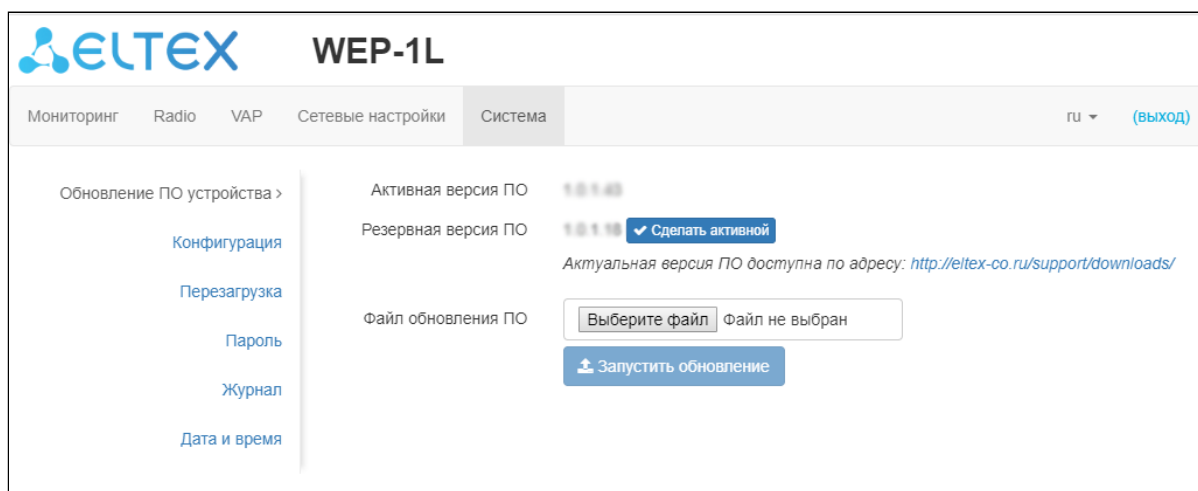 ELTEX WEP-1L
Мониторинг Radio VAP Сетевые настройки Система ru (выход)
Обновление ПО устройства >
Конфигурация
Перезагрузка
Пароль
Журнал
Дата и время
Активная версия ПО
Резервная версия ПО Сделать активной
Актуальная версия ПО доступна по адресу: http://eltex-co.ru/support/downloads/
Файл обновления ПО Выберите файл Файл не выбран
Запустить обновление